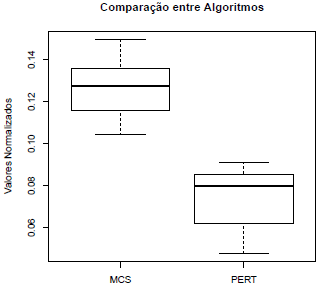 Comparação entre Algoritmos
Valores Normalizados
0.14
0.12
0.10
0.08
0.06
MCS
PERT